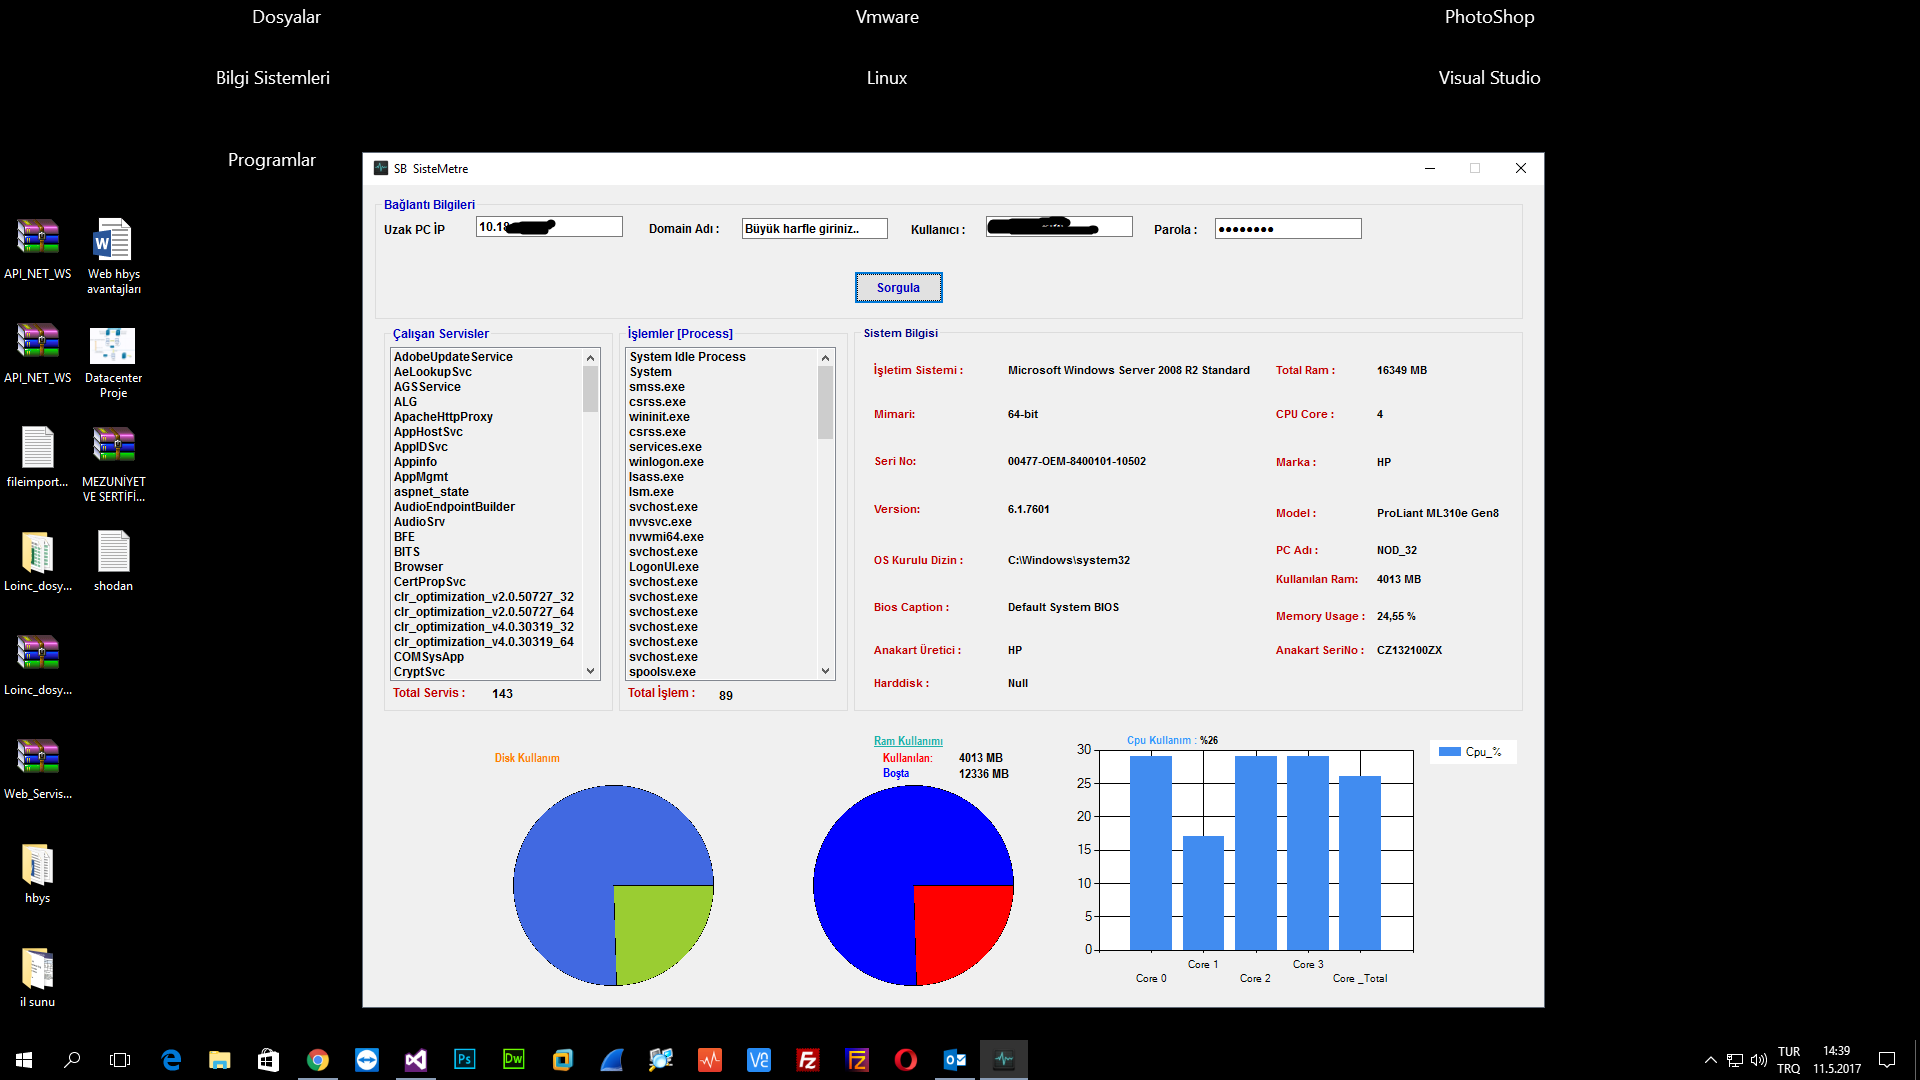 Dosyalar
Vmware
PhotoShop
Bilgi Sistemleri
Linux
Visual Studio
Programlar
API_NET_WS
Web hbys
avantajları
API_NET_WS
Datacenter
Proje
fileimport...
MEZUNİYET
VE SERTİFİ...
Loinc_dosy...
shodan
Loinc_dosy...
Web_Servis...
hbys
il sunu
SB SisteMetre
Bağlantı Bilgileri
Uzak PC İP
10.18
Domain Adı :
Büyük harfle giriniz..
Kullanıcı :
Parola :
●●●●●●●●
Sorgula
Çalışan Servisler
AdobeUpdateService
AeLookupSvc
AGSService
ALG
ApacheHttpProxy
AppHostSvc
AppIDSvc
Appinfo
AppMgmt
aspnet_state
AudioEndpointBuilder
AudioSrv
BFE
BITS
Browser
CertPropSvc
clr_optimization_v2.0.50727_32
clr_optimization_v2.0.50727_64
clr_optimization_v4.0.30319_32
clr_optimization_v4.0.30319_64
COMSysApp
CryptSvc
Total Servis : 143
İşlemler [Process]
System Idle Process
System
smss.exe
csrss.exe
wininit.exe
csrss.exe
services.exe
winlogon.exe
lsass.exe
lsm.exe
svchost.exe
nvvsvc.exe
nvwmi64.exe
svchost.exe
LogonUI.exe
svchost.exe
svchost.exe
svchost.exe
svchost.exe
svchost.exe
svchost.exe
spoolsv.exe
Total İşlem : 89
Sistem Bilgisi
İşletim Sistemi : Microsoft Windows Server 2008 R2 Standard
Mimari: 64-bit
Seri No: 00477-OEM-8400101-10502
Version: 6.1.7601
OS Kurulu Dizin : C:\Windows\system32
Bios Caption : Default System BIOS
Anakart Üretici : HP
Harddisk : Null
Total Ram : 16349 MB
CPU Core : 4
Marka : HP
Model : ProLiant ML310e Gen8
PC Adı : NOD_32
Kullanılan Ram: 4013 MB
Memory Usage : 24,55 %
Anakart SeriNo : CZ132100ZX
Disk Kullanım
Ram Kullanımı
Kullanılan: 4013 MB
Boşta 12336 MB
Cpu Kullanım : %26
30
25
20
15
10
5
0
Core 0
Core 1
Core 2
Core 3
Core _Total
Cpu_%
Ps
Dw
TUR
TRQ
14:39
11.5.2017